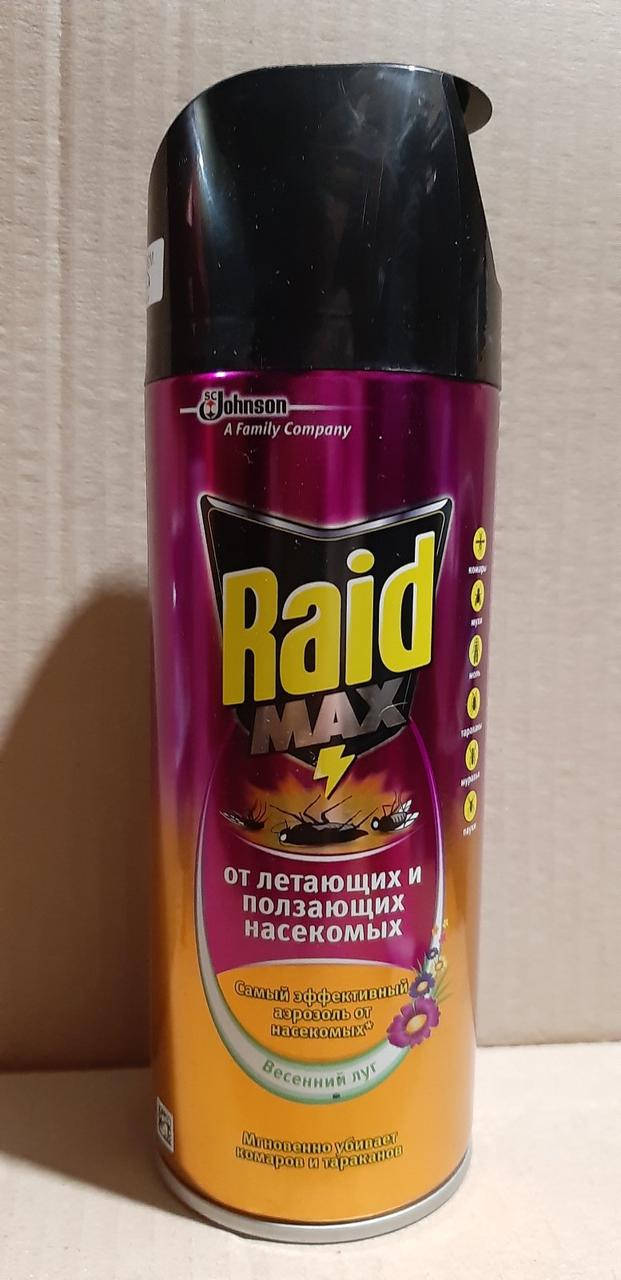 SC Johnson
A Family Company
Raid
MAX
комары
муха
моль
тараканы
муравьи
пауки
от летающих и
ползающих
насекомых
Самый эффективный
аэрозоль от
насекомых*
Весенний луг
Мгновенно убивает
комаров и тараканов